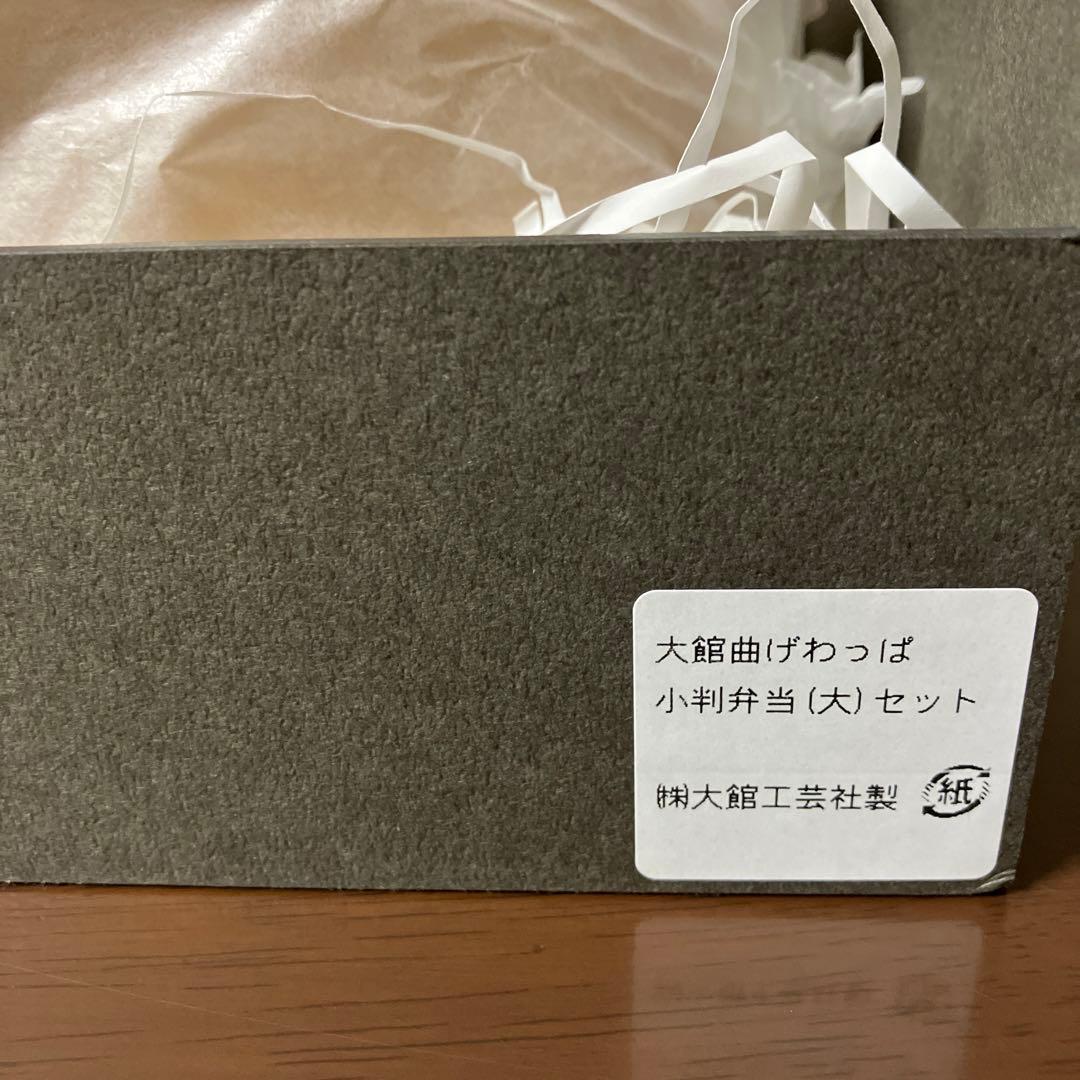 大館曲げわっぱ
小判弁当(大)セット
㈱大館工芸社製
紙